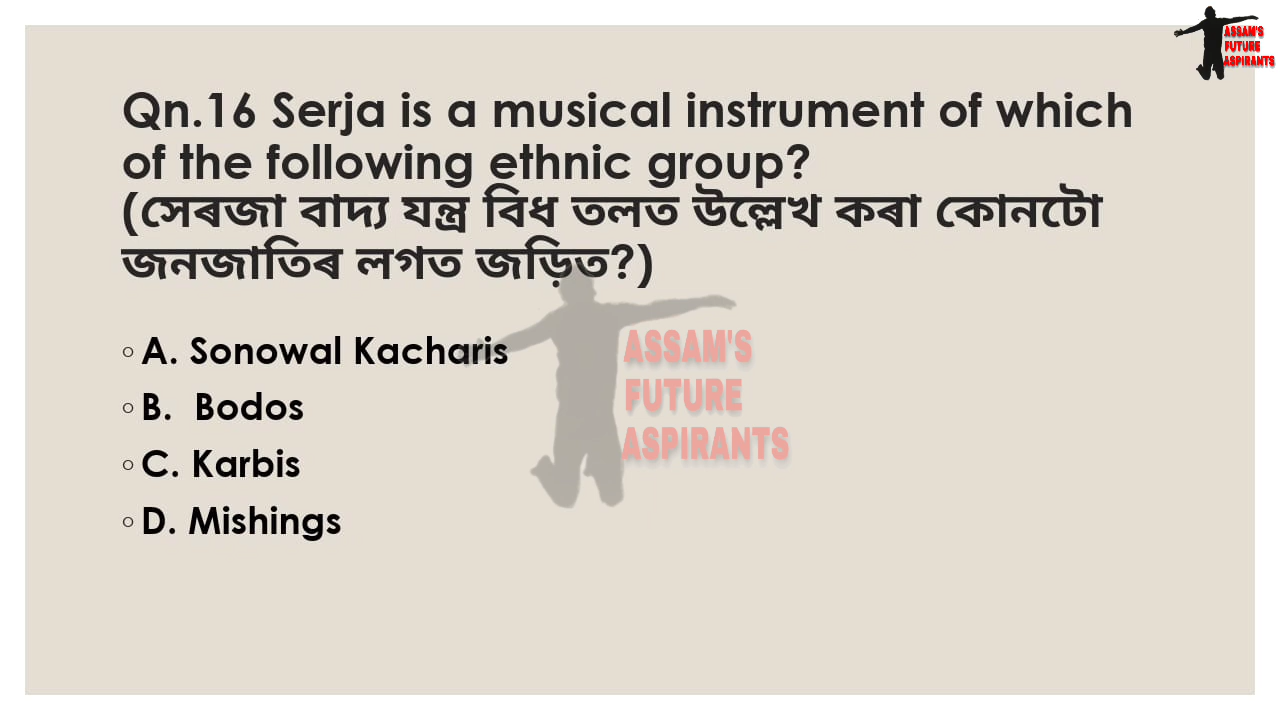 ASSAM'S
FUTURE
ASPIRANTS
Qn.16 Serja is a musical instrument of which
of the following ethnic group?
(সেৰজা বাদ্য যন্ত্ৰ বিধ তলত উল্লেখ কৰা কোনটো
জনজাতিৰ লগত জড়িত?)
◦ A. Sonowal Kacharis
◦ B. Bodos
◦ C. Karbis
◦ D. Mishings
ASSAM'S
FUTURE
ASPIRANTS